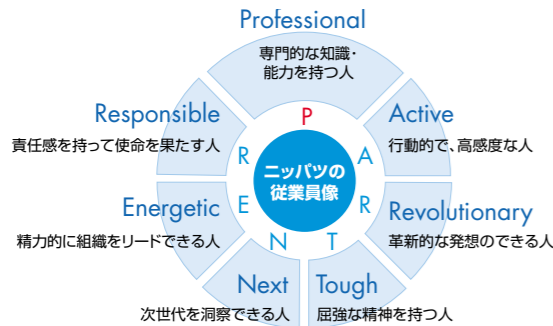 Professional
専門的な知識・
能力を持つ人
Responsible
責任感を持って使命を果たす人
Active
行動的で、高感度な人
P
R
A
ニッパツの
従業員像
E
R
N
T
Energetic
精力的に組織をリードできる人
Revolutionary
革新的な発想のできる人
Next
次世代を洞察できる人
Tough
屈強な精神を持つ人